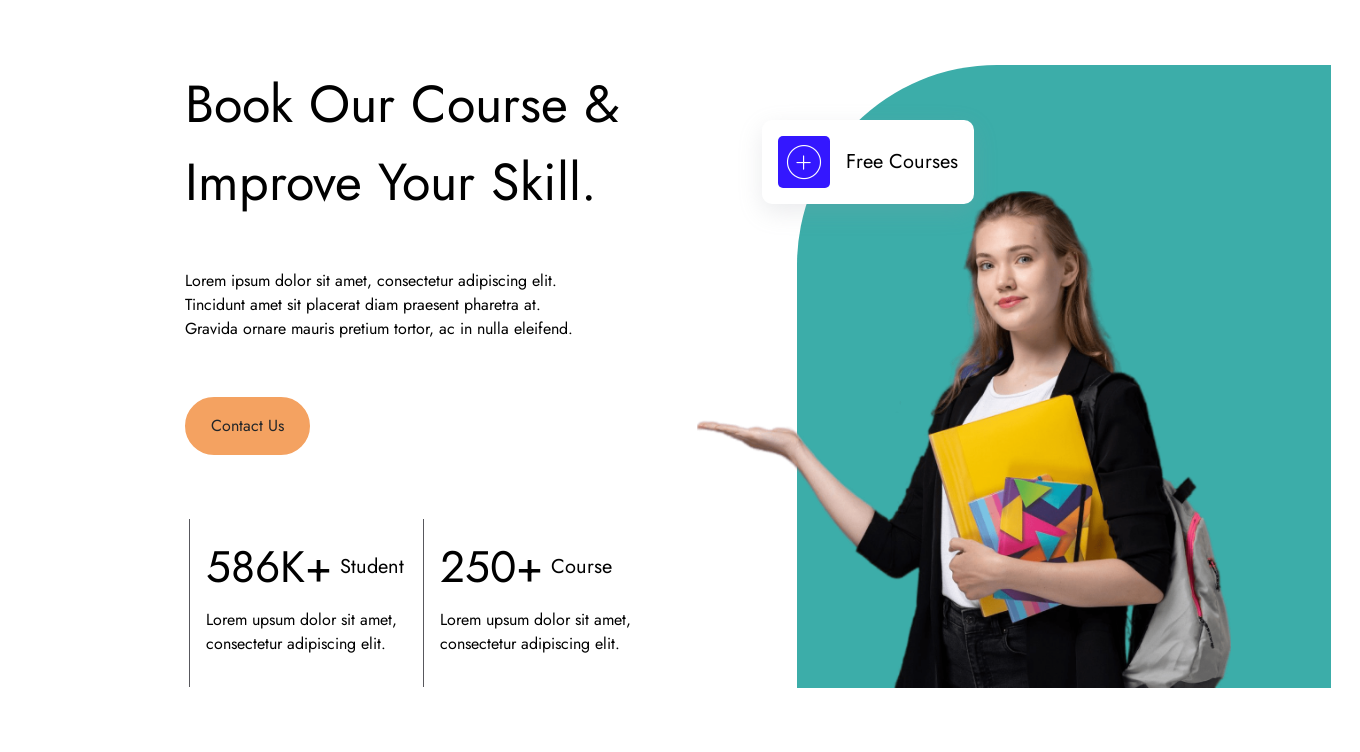 Book Our Course &
Improve Your Skill.
Lorem ipsum dolor sit amet, consectetur adipiscing elit.
Tincidunt amet sit placerat diam praesent pharetra at.
Gravida ornare mauris pretium tortor, ac in nulla eleifend.
Contact Us
586K+ Student
Lorem upsum dolor sit amet,
consectetur adipiscing elit.
250+ Course
Lorem upsum dolor sit amet,
consectetur adipiscing elit.
Free Courses